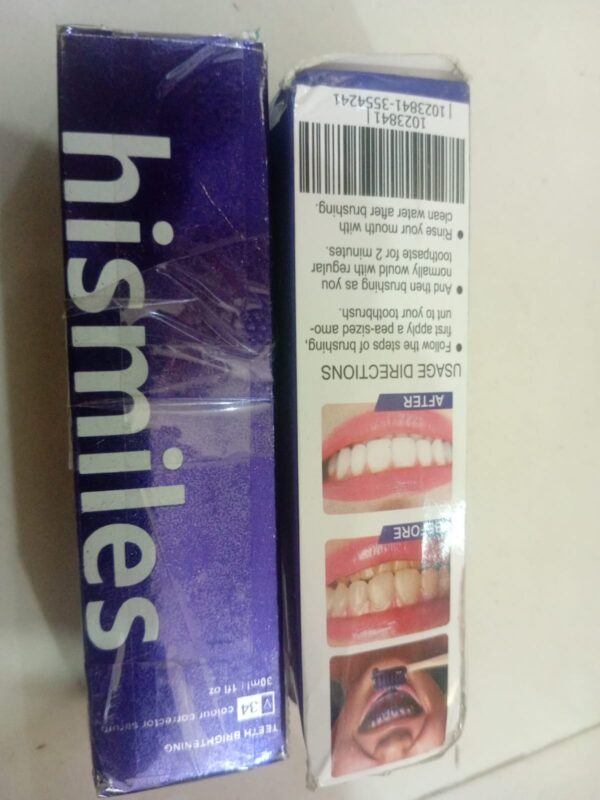 hismiles
TEETH BRIGHTENING
V 34 colour corrector serum
30ml / 1fl oz
BEFORE
AFTER
USAGE DIRECTIONS
• Follow the steps of brushing,
first apply a pea-sized amo-
unt to your toothbrush.
• And then brushing as you
normally would with regular
toothpaste for 2 minutes.
• Rinse your mouth with
clean water after brushing.
1023841 |
| 1023841-3554241